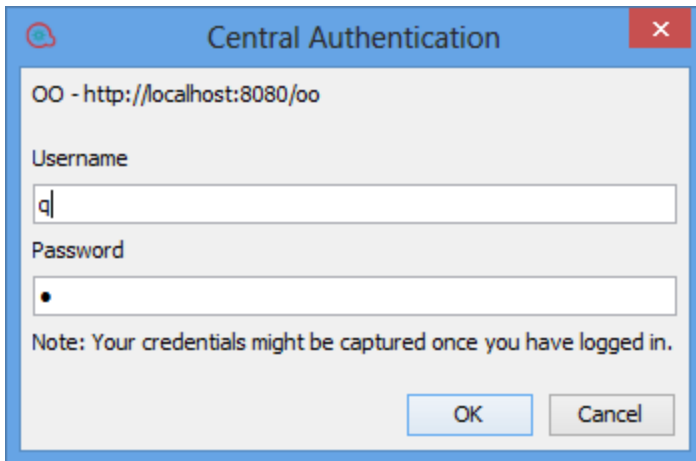 Central Authentication
OO - http://localhost:8080/oo
Username
q
Password
●
Note: Your credentials might be captured once you have logged in.
OK Cancel